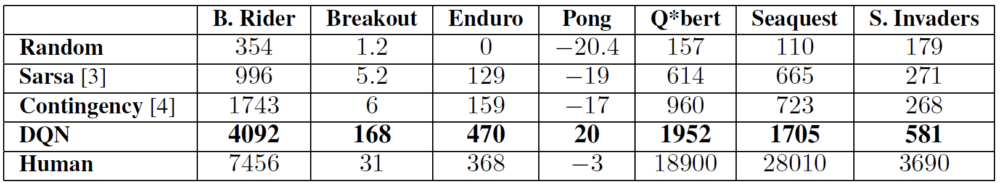 B. Rider Breakout Enduro Pong Q*bert Seaquest S. Invaders
Random 354 1.2 0 −20.4 157 110 179
Sarsa [3] 996 5.2 129 −19 614 665 271
Contingency [4] 1743 6 159 −17 960 723 268
DQN 4092 168 470 20 1952 1705 581
Human 7456 31 368 −3 18900 28010 3690